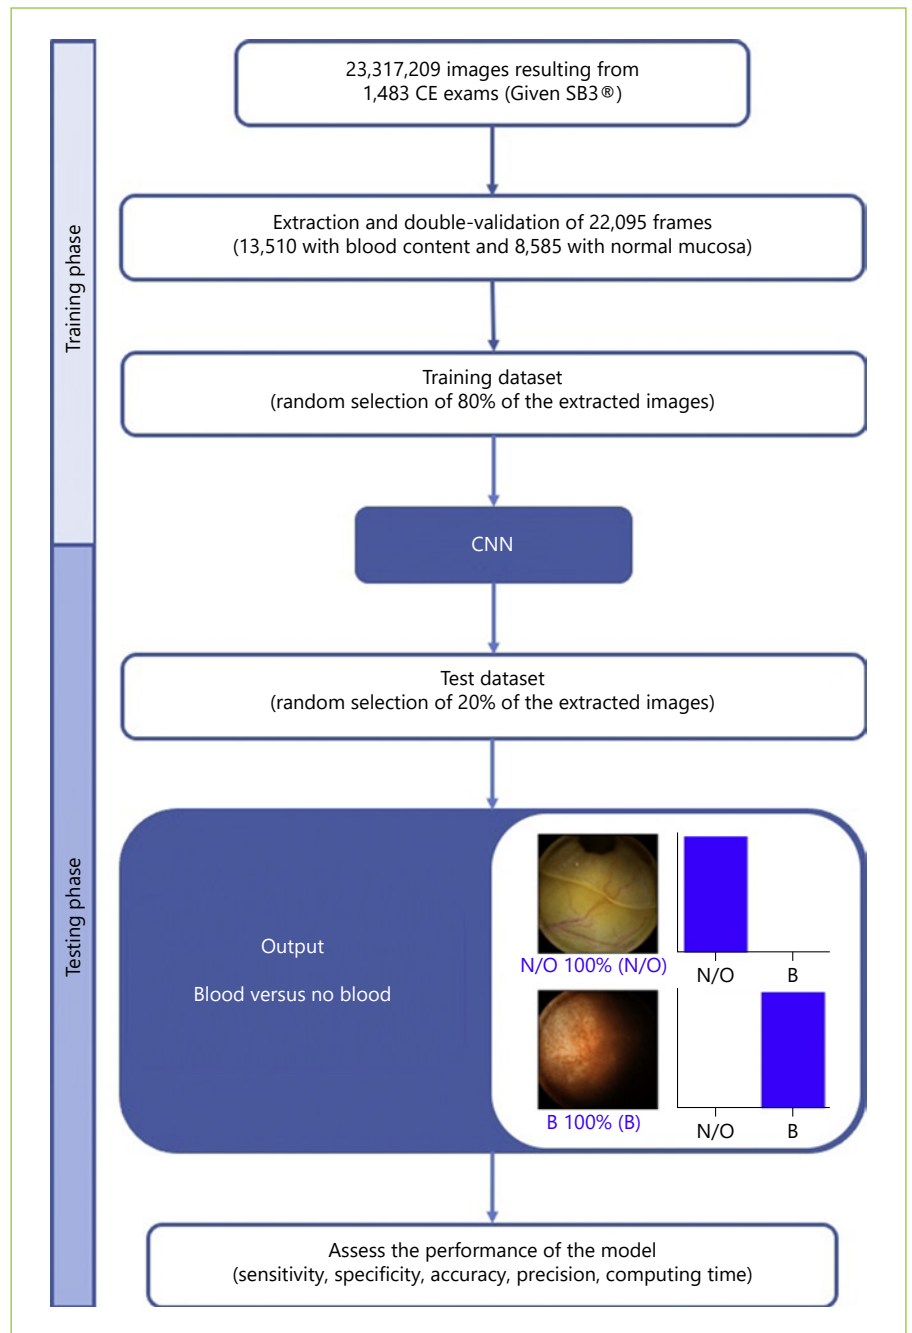 Training phase
23,317,209 images resulting from
1,483 CE exams (Given SB3®)
Extraction and double-validation of 22,095 frames
(13,510 with blood content and 8,585 with normal mucosa)
Training dataset
(random selection of 80% of the extracted images)
CNN
Testing phase
Test dataset
(random selection of 20% of the extracted images)
Output
Blood versus no blood
N/O 100% (N/O)
N/O B
B 100% (B)
N/O B
Assess the performance of the model
(sensitivity, specificity, accuracy, precision, computing time)